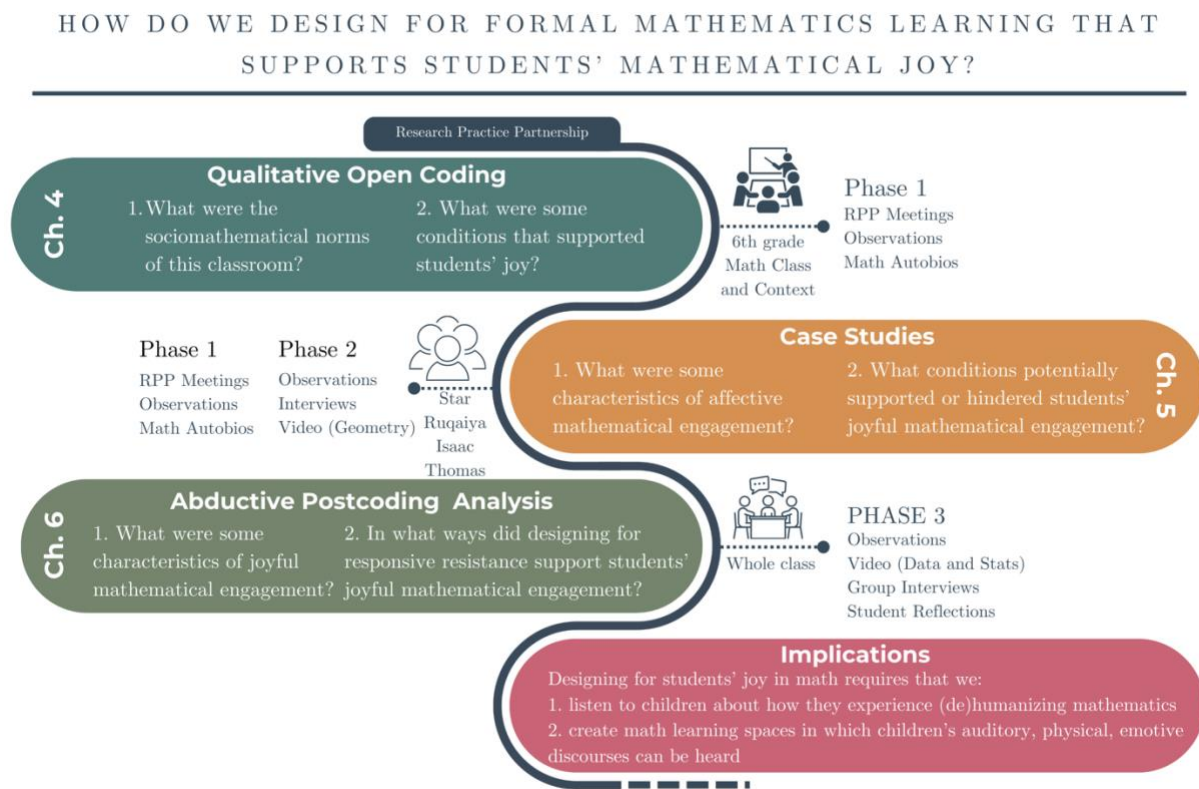 HOW DO WE DESIGN FOR FORMAL MATHEMATICS LEARNING THAT
SUPPORTS STUDENTS' MATHEMATICAL JOY?
Research Practice Partnership
Ch. 4
Qualitative Open Coding
1. What were the
sociomathematical norms
of this classroom?
2. What were some
conditions that supported
students' joy?
6th grade
Math Class
and Context
Phase 1
RPP Meetings
Observations
Math Autobios
Phase 1
RPP Meetings
Observations
Math Autobios
Phase 2
Observations
Interviews
Video (Geometry)
Star
Ruqaiya
Isaac
Thomas
Case Studies
1. What were some
characteristics of affective
mathematical engagement?
2. What conditions potentially
supported or hindered students'
joyful mathematical engagement?
Ch. 5
Ch. 6
Abductive Postcoding Analysis
1. What were some
characteristics of joyful
mathematical engagement?
2. In what ways did designing for
responsive resistance support students'
joyful mathematical engagement?
Whole class
PHASE 3
Observations
Video (Data and Stats)
Group Interviews
Student Reflections
Implications
Designing for students' joy in math requires that we:
1. listen to children about how they experience (de)humanizing mathematics
2. create math learning spaces in which children's auditory, physical, emotive
discourses can be heard